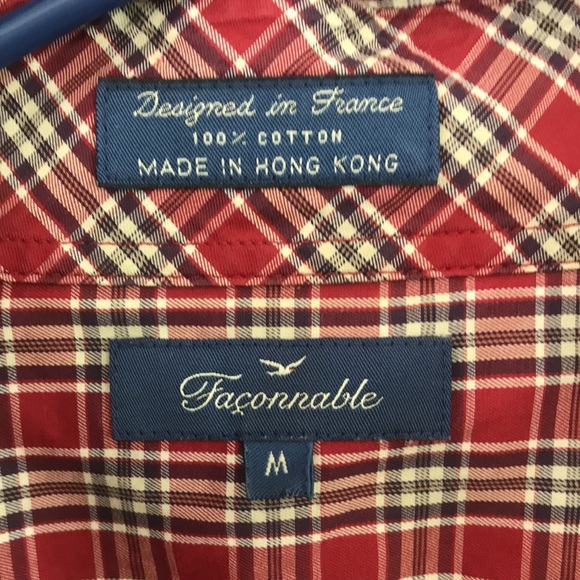 Designed in France
100% COTTON
MADE IN HONG KONG
Façonnable
M